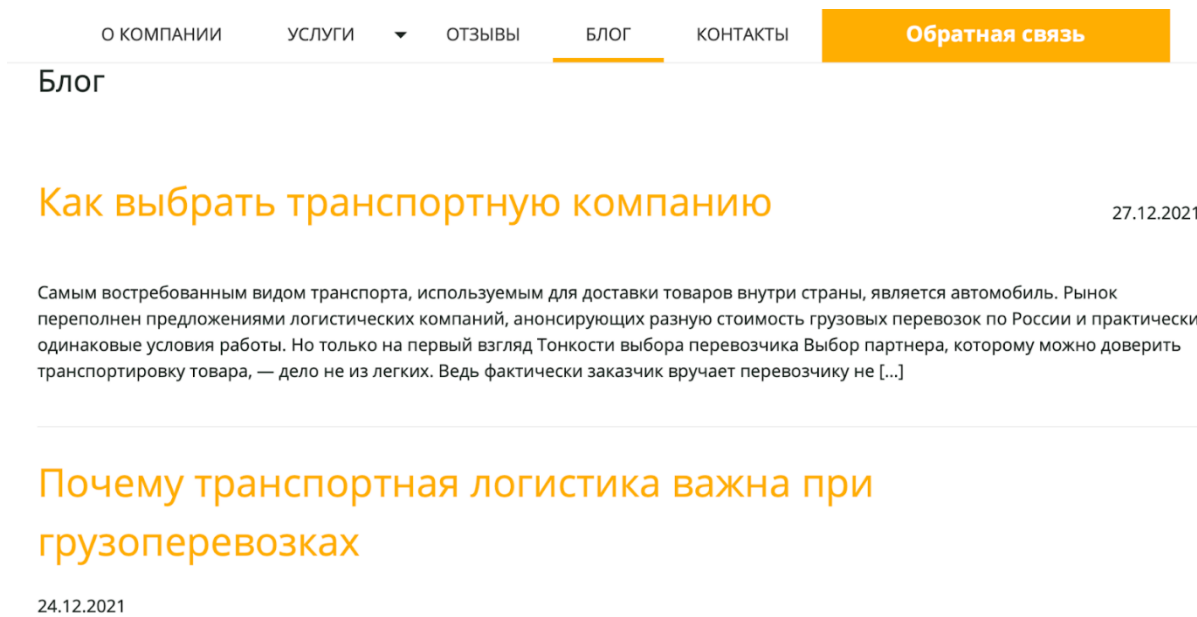 О КОМПАНИИ УСЛУГИ ОТЗЫВЫ БЛОГ КОНТАКТЫ Обратная связь
Блог
Как выбрать транспортную компанию
27.12.2021
Самым востребованным видом транспорта, используемым для доставки товаров внутри страны, является автомобиль. Рынок
переполнен предложениями логистических компаний, анонсирующих разную стоимость грузовых перевозок по России и практически
одинаковые условия работы. Но только на первый взгляд Тонкости выбора перевозчика Выбор партнера, которому можно доверить
транспортировку товара, — дело не из легких. Ведь фактически заказчик вручает перевозчику не [...]
Почему транспортная логистика важна при
грузоперевозках
24.12.2021